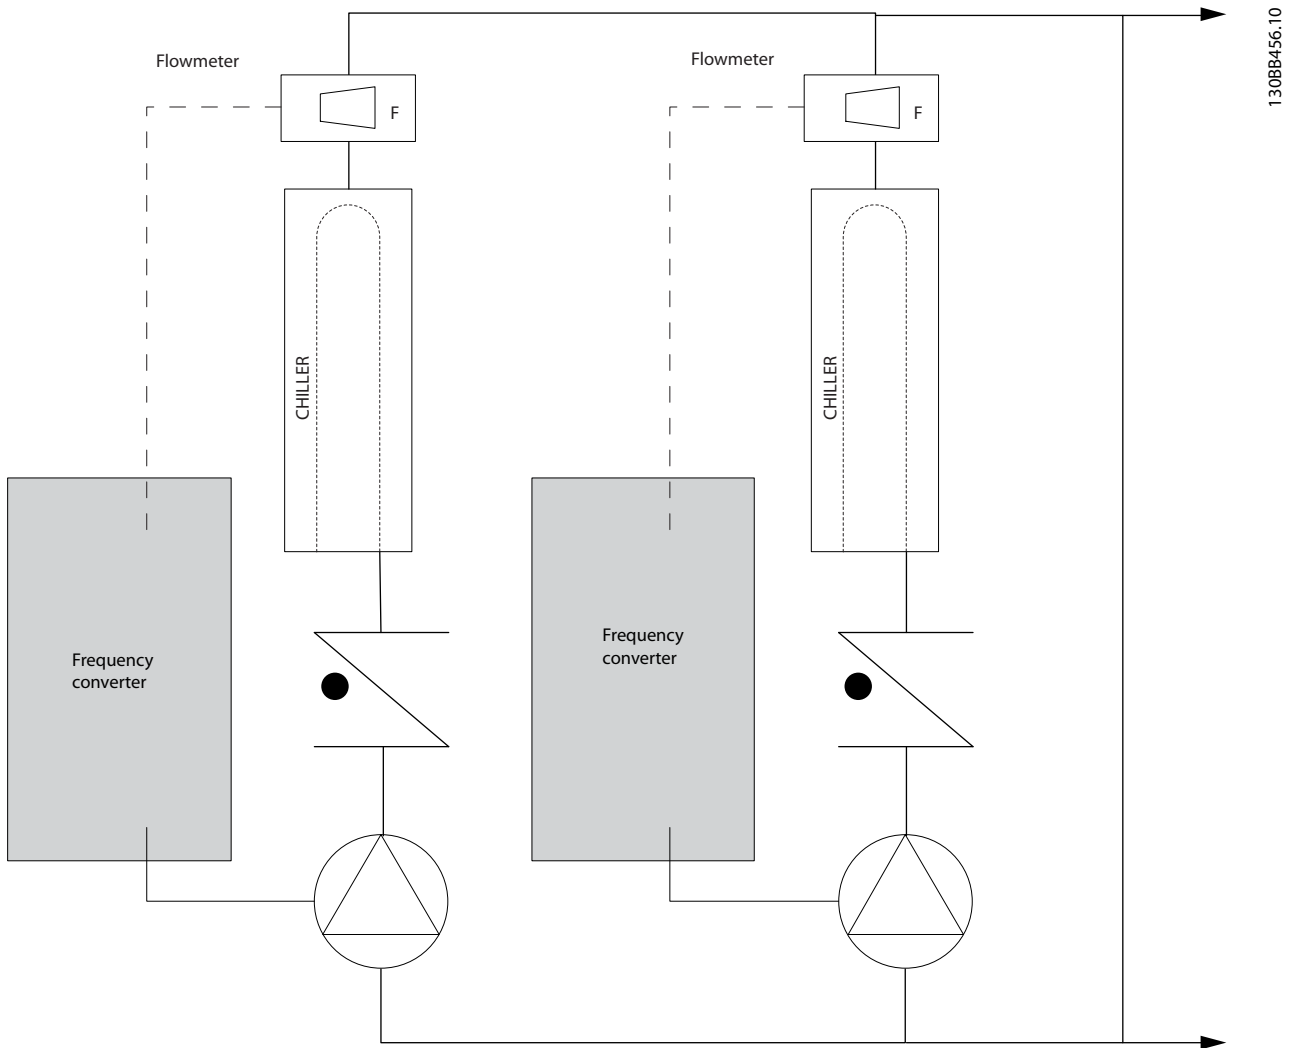 130BB456.10
Flowmeter
Flowmeter
F
F
CHILLER
CHILLER
Frequency
converter
Frequency
converter